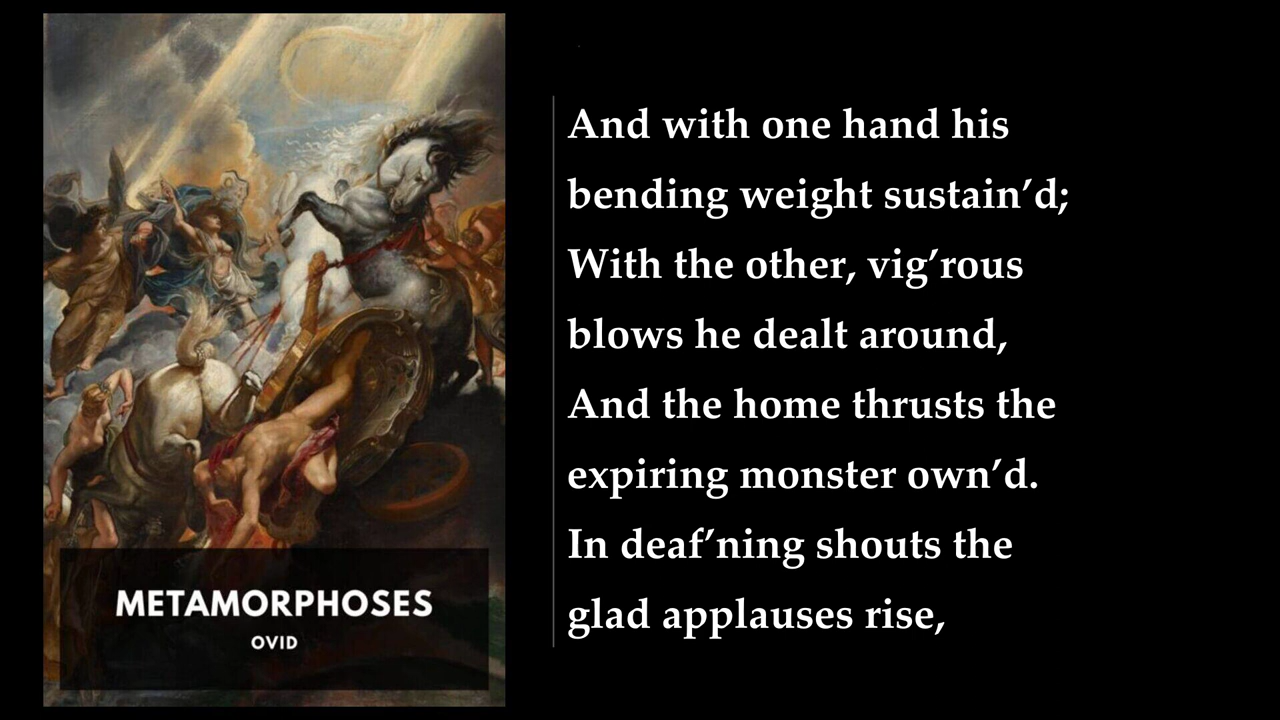 METAMORPHOSES
OVID
And with one hand his
bending weight sustain’d;
With the other, vig’rous
blows he dealt around,
And the home thrusts the
expiring monster own’d.
In deaf’ning shouts the
glad applauses rise,